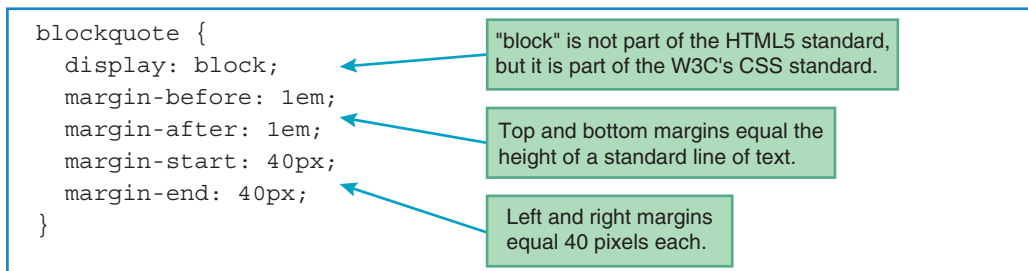 blockquote {
display: block;
margin-before: 1em;
margin-after: 1em;
margin-start: 40px;
margin-end: 40px;
}
"block" is not part of the HTML5 standard,
but it is part of the W3C's CSS standard.
Top and bottom margins equal the
height of a standard line of text.
Left and right margins
equal 40 pixels each.